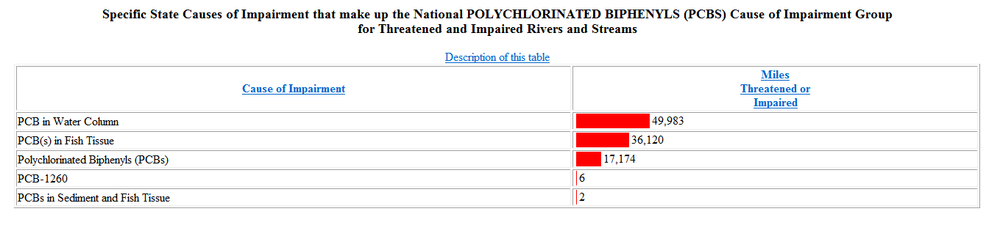 Specific State Causes of Impairment that make up the National POLYCHLORINATED BIPHENYLS (PCBS) Cause of Impairment Group
for Threatened and Impaired Rivers and Streams
Description of this table
Cause of Impairment
Miles
Threatened or
Impaired
PCB in Water Column 49,983
PCB(s) in Fish Tissue 36,120
Polychlorinated Biphenyls (PCBs) 17,174
PCB-1260 6
PCBs in Sediment and Fish Tissue 2